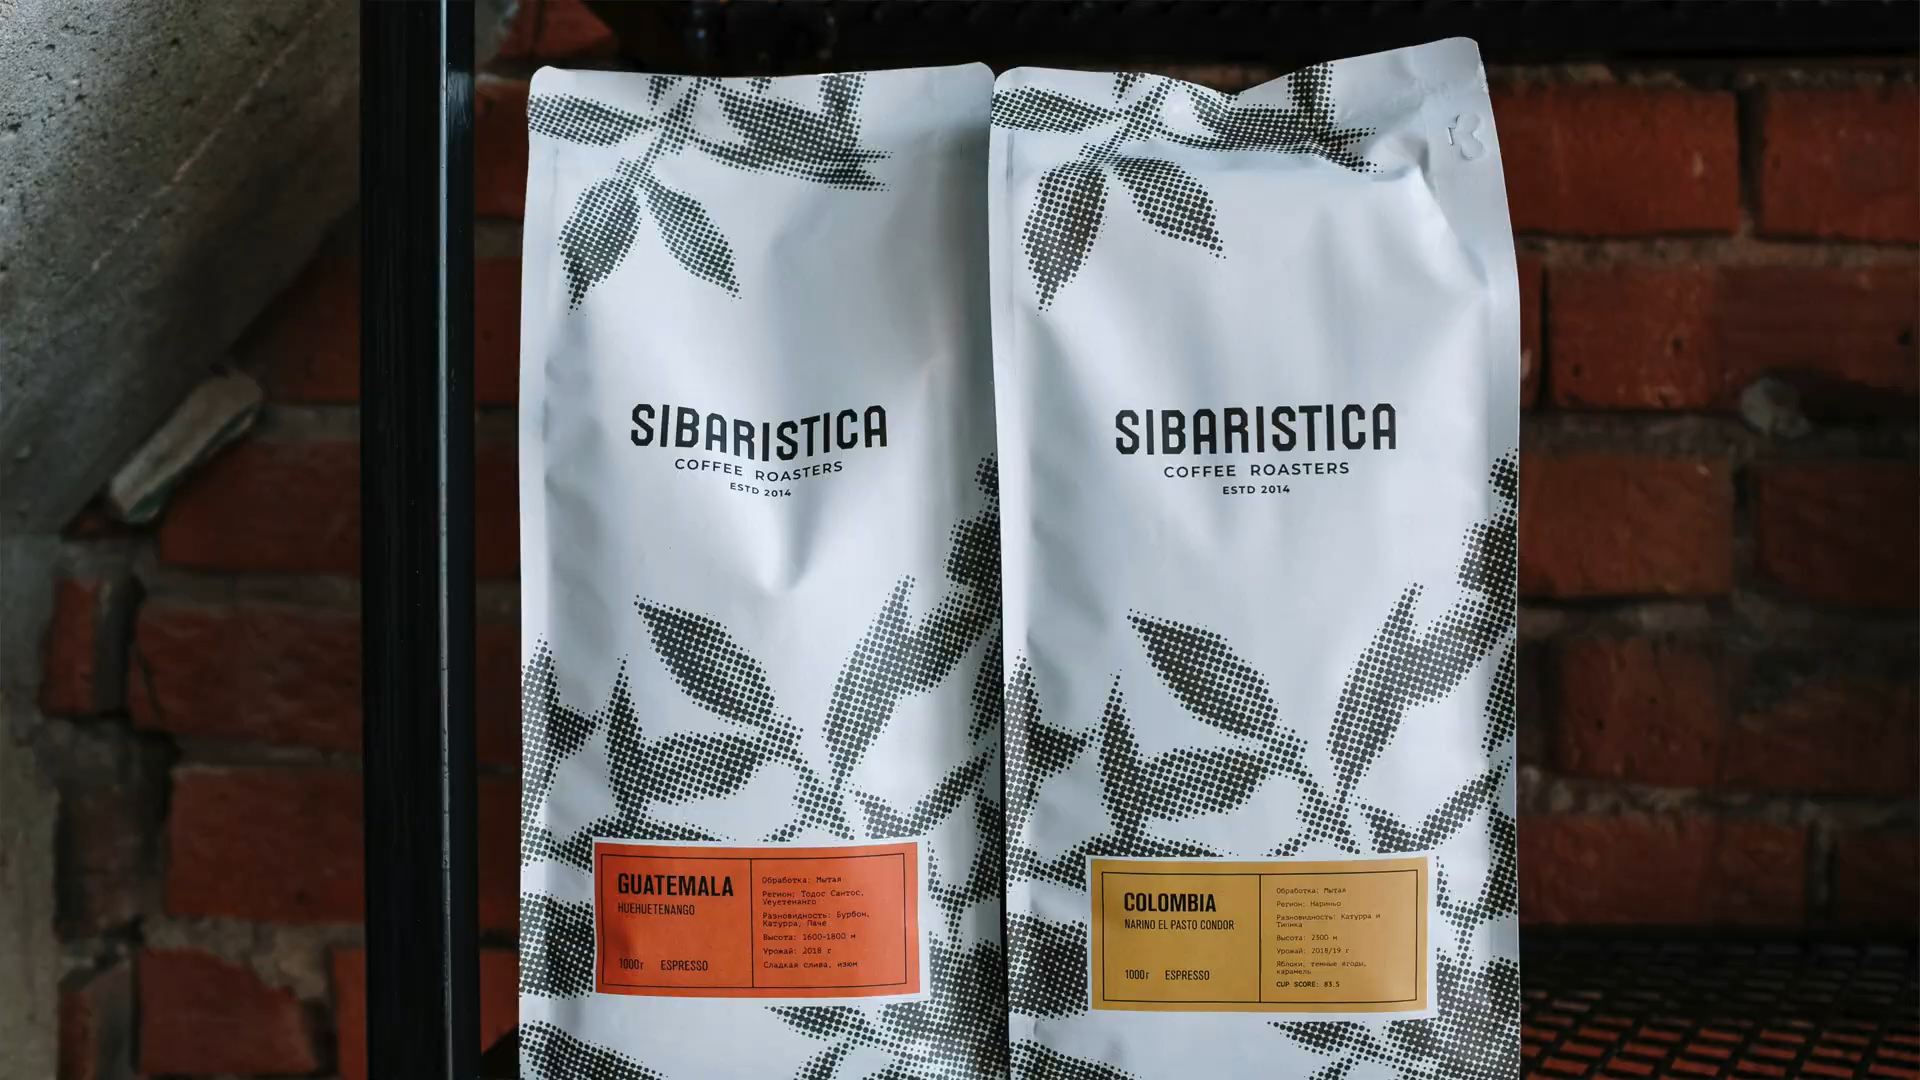 SIBARISTICA
COFFEE ROASTERS
ESTD 2014
GUATEMALA
HUEHUETENANGO
1000г ESPRESSO
Обработка: Мытая
Регион: Тодос Сантос,
Уеуетенанго
Разновидность: Бурбон,
Катурра, Паче
Высота: 1600-1800 м
Урожай: 2018 г
Сладкая слива, изюм
SIBARISTICA
COFFEE ROASTERS
ESTD 2014
COLOMBIA
NARINO EL PASTO CONDOR
1000г ESPRESSO
Обработка: Мытая
Регион: Нариньо
Разновидность: Катурра и
Типика
Высота: 2300 м
Урожай: 2018/19 г
Яблоки, темные ягоды,
карамель
CUP SCORE: 83.5